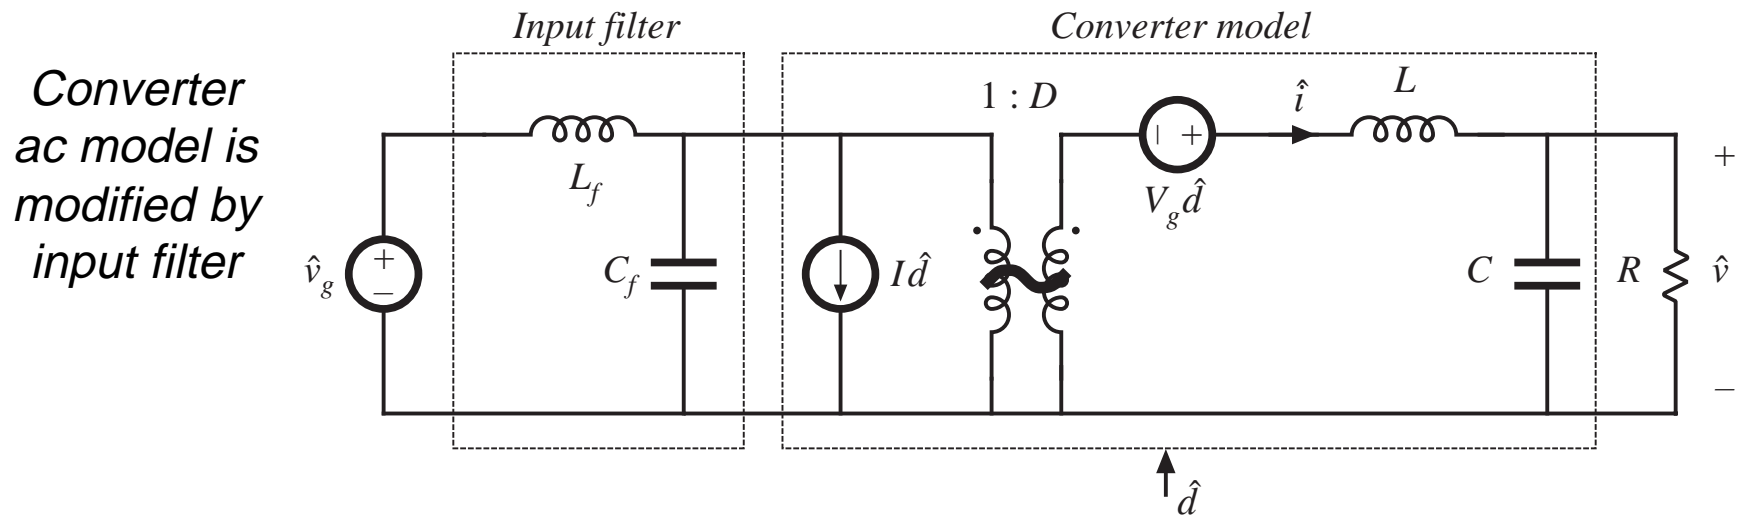 Input filter
Converter model
Converter
ac model is
modified by
input filter
1 : D
î
L
L_f
+
V_g d̂
− +
v̂_g
+
−
C_f
I d̂
C
R
v̂
−
d̂